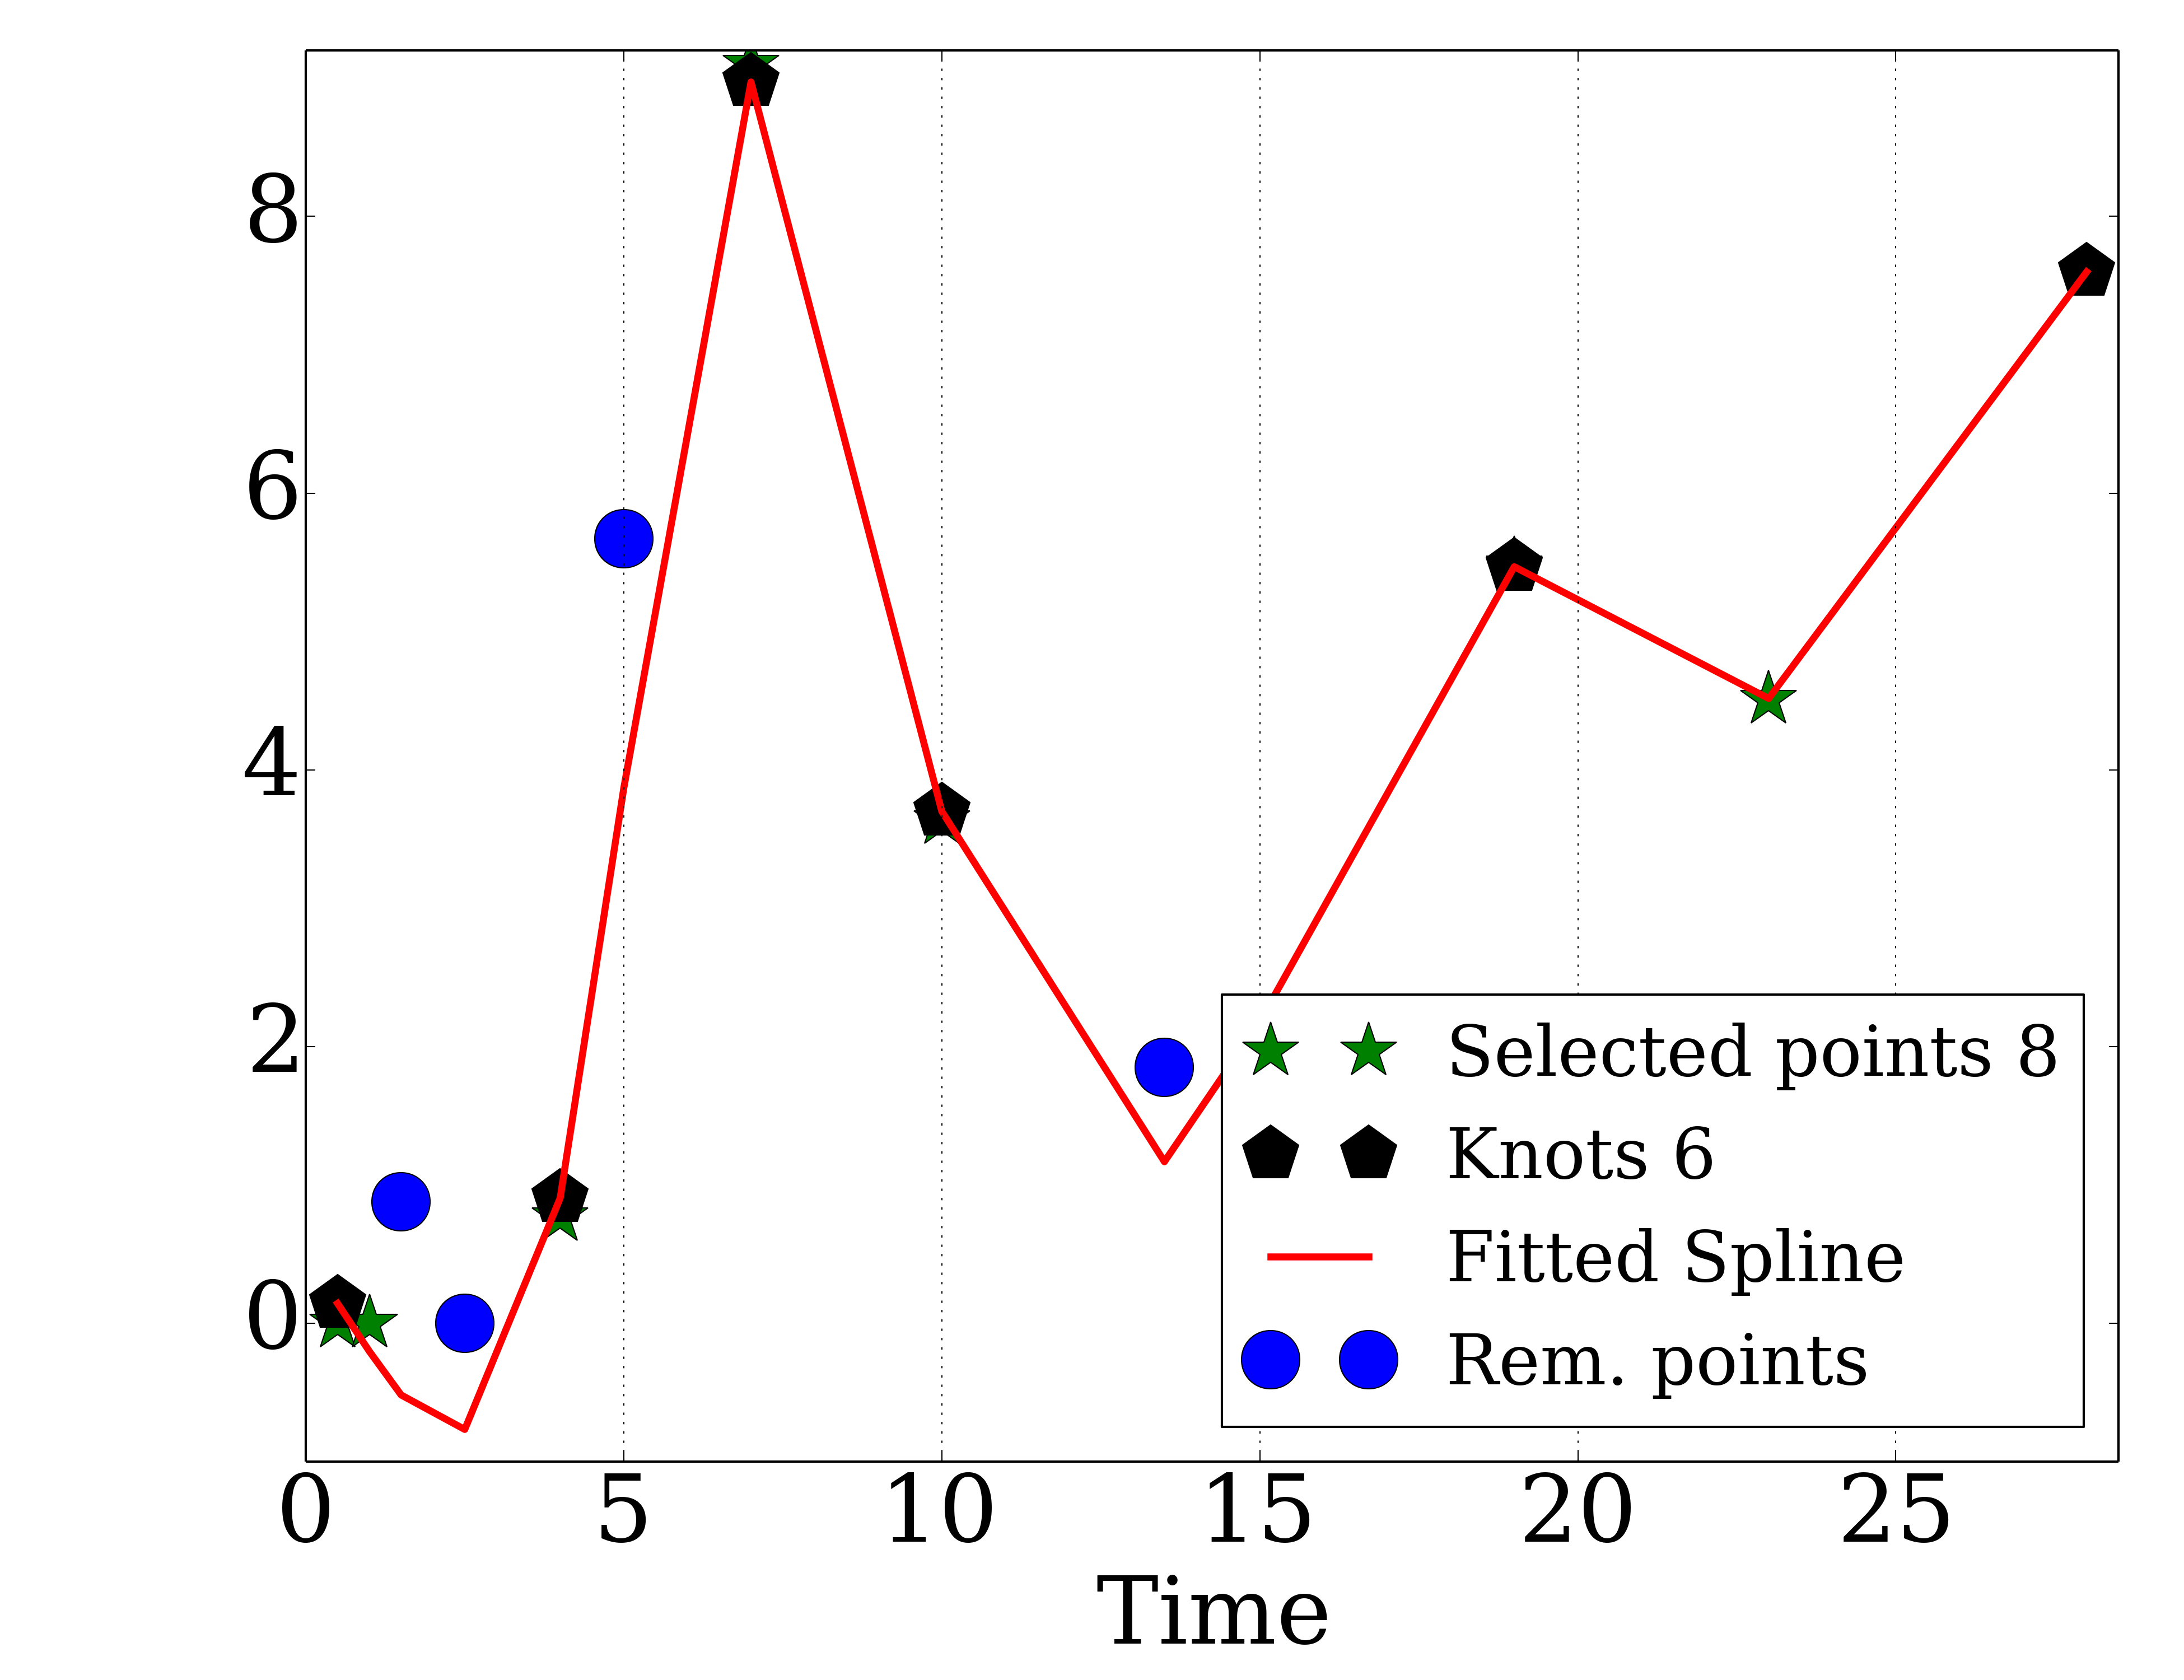 8
6
4
2
0
Selected points 8
Knots 6
Fitted Spline
Rem. points
0 5 10 15 20 25
Time